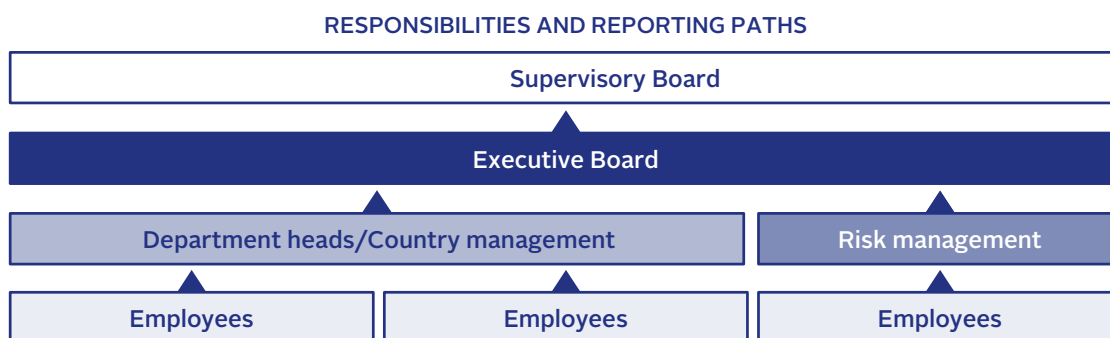 RESPONSIBILITIES AND REPORTING PATHS
Supervisory Board
Executive Board
Department heads/Country management
Risk management
Employees
Employees
Employees